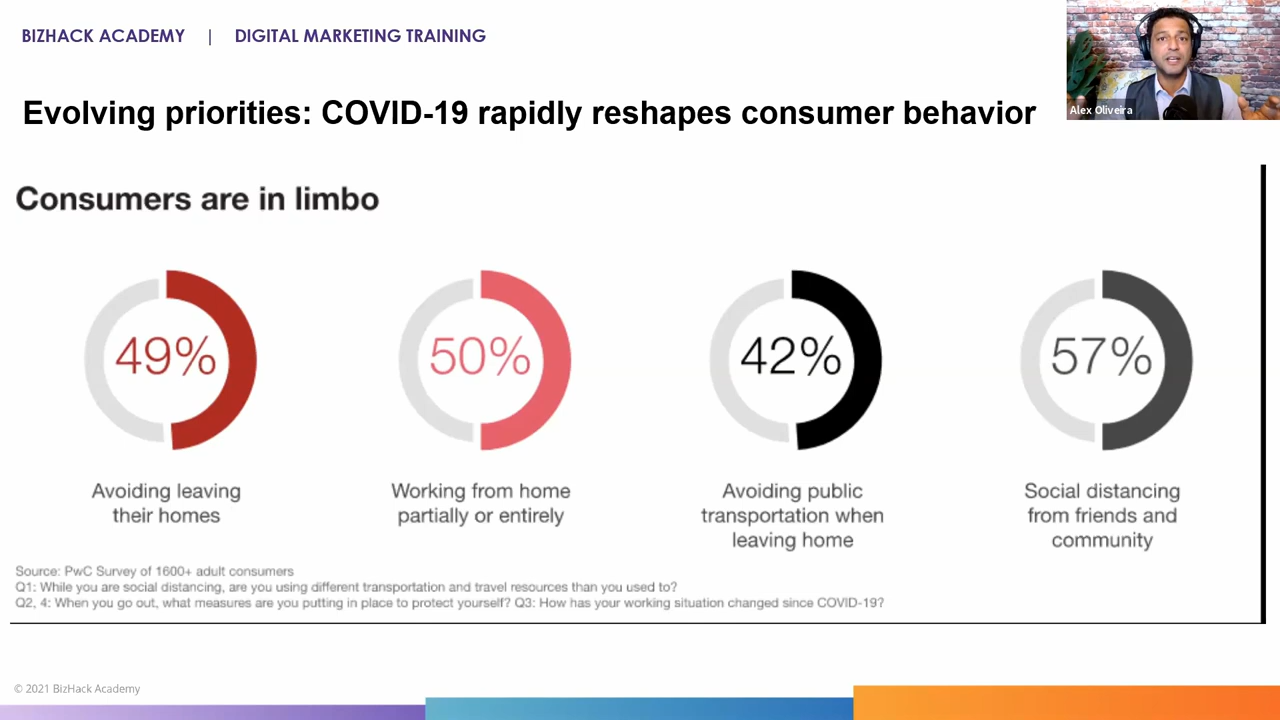 BIZHACK ACADEMY | DIGITAL MARKETING TRAINING
Alex Oliveira
Evolving priorities: COVID-19 rapidly reshapes consumer behavior
Consumers are in limbo
49%
50%
42%
57%
Avoiding leaving
their homes
Working from home
partially or entirely
Avoiding public
transportation when
leaving home
Social distancing
from friends and
community
Source: PwC Survey of 1600+ adult consumers
Q1: While you are social distancing, are you using different transportation and travel resources than you used to?
Q2, 4: When you go out, what measures are you putting in place to protect yourself? Q3: How has your working situation changed since COVID-19?
© 2021 BizHack Academy